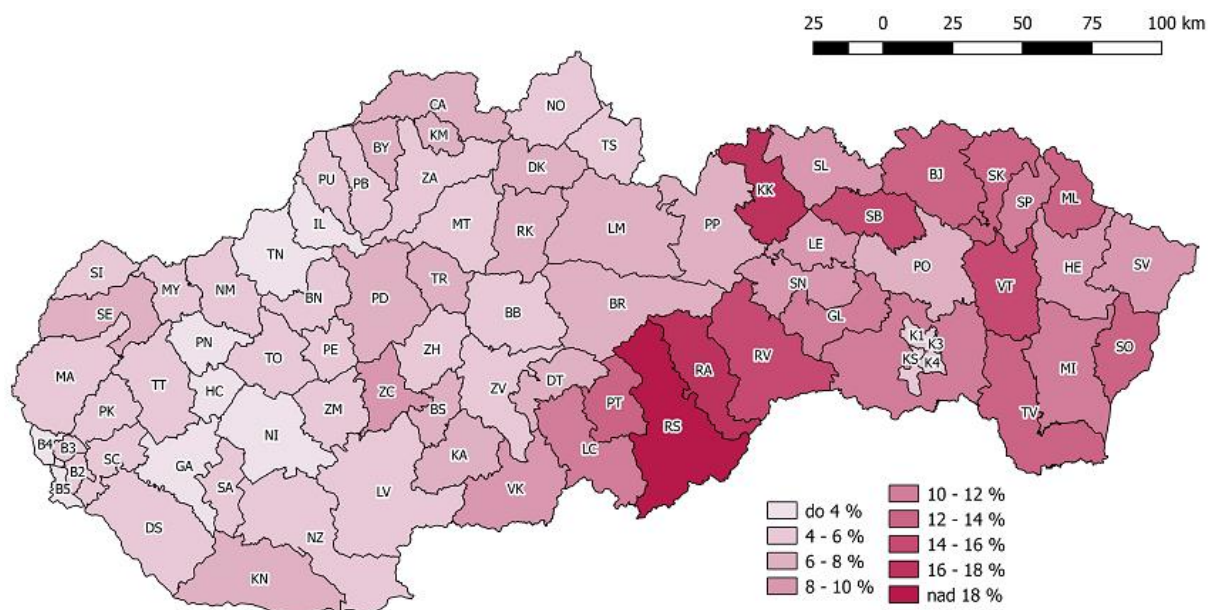 25 0 25 50 100 km
NO
CA
KM
BY
TS
DK
ZA
PU
PB
SL
BJ
SK
KK
SP
ML
SB
IL
MT
RK
LM
PP
LE
TN
PO
HE
SV
SI
MY
NM
BN
PD
TR
BR
SN
VT
SE
BB
GL
PN
TO
PE
ZH
K1
K3
RV
KS
K4
SO
MA
TT
HC
ZM
ZC
BS
ZV
DT
PT
RA
MI
PK
RS
TV
B4
B3
B2
B5
SC
NI
GA
KA
LC
SA
LV
VK
DS
NZ
KN
do 4 %
4 - 6 %
6 - 8 %
8 - 10 %
10 - 12 %
12 - 14 %
14 - 16 %
16 - 18 %
nad 18 %